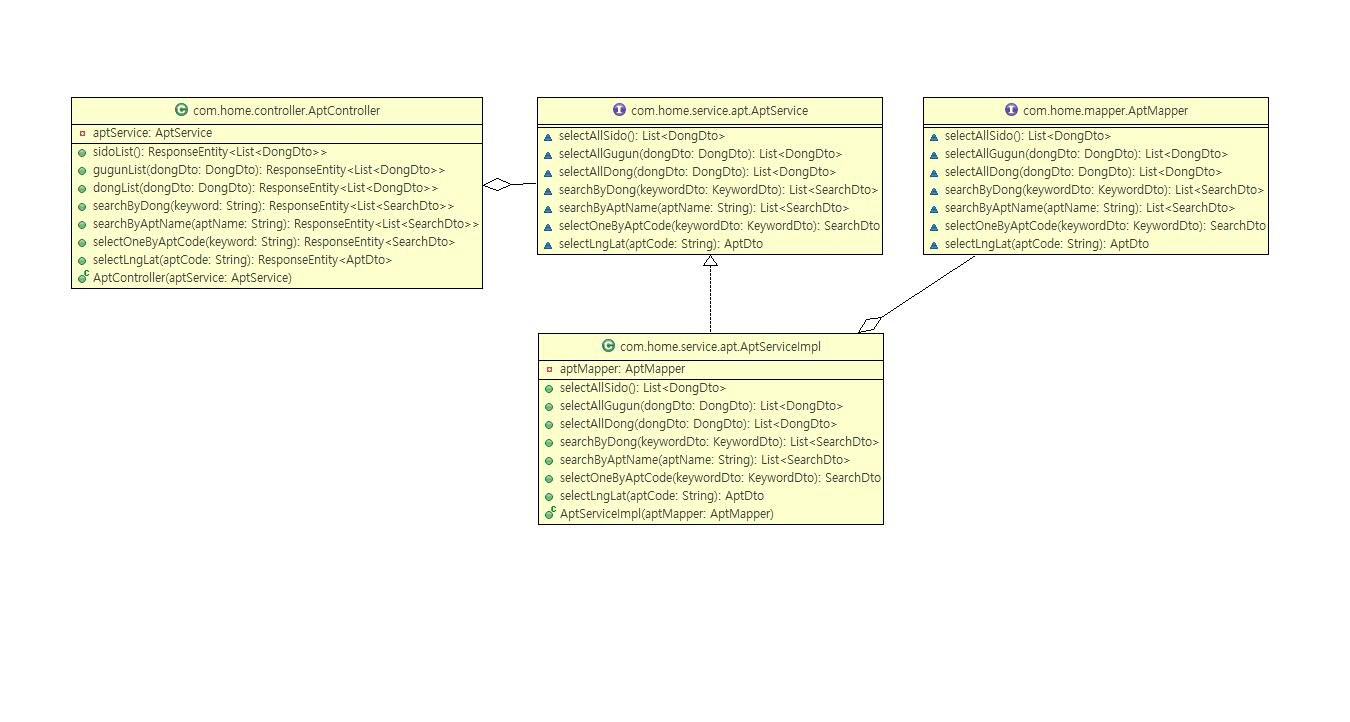 com.home.controller.AptController
aptService: AptService
sidoList(): ResponseEntity<List<DongDto>>
gugunList(dongDto: DongDto): ResponseEntity<List<DongDto>>
dongList(dongDto: DongDto): ResponseEntity<List<DongDto>>
searchByDong(keyword: String): ResponseEntity<List<SearchDto>>
searchByAptName(aptName: String): ResponseEntity<List<SearchDto>>
selectOneByAptCode(keyword: String): ResponseEntity<SearchDto>
selectLngLat(aptCode: String): ResponseEntity<AptDto>
AptController(aptService: AptService)
com.home.service.apt.AptService
selectAllSido(): List<DongDto>
selectAllGugun(dongDto: DongDto): List<DongDto>
selectAllDong(dongDto: DongDto): List<DongDto>
searchByDong(keywordDto: KeywordDto): List<SearchDto>
searchByAptName(aptName: String): List<SearchDto>
selectOneByAptCode(keywordDto: KeywordDto): SearchDto
selectLngLat(aptCode: String): AptDto
com.home.mapper.AptMapper
selectAllSido(): List<DongDto>
selectAllGugun(dongDto: DongDto): List<DongDto>
selectAllDong(dongDto: DongDto): List<DongDto>
searchByDong(keywordDto: KeywordDto): List<SearchDto>
searchByAptName(aptName: String): List<SearchDto>
selectOneByAptCode(keywordDto: KeywordDto): SearchDto
selectLngLat(aptCode: String): AptDto
com.home.service.apt.AptServiceImpl
aptMapper: AptMapper
selectAllSido(): List<DongDto>
selectAllGugun(dongDto: DongDto): List<DongDto>
selectAllDong(dongDto: DongDto): List<DongDto>
searchByDong(keywordDto: KeywordDto): List<SearchDto>
searchByAptName(aptName: String): List<SearchDto>
selectOneByAptCode(keywordDto: KeywordDto): SearchDto
selectLngLat(aptCode: String): AptDto
AptServiceImpl(aptMapper: AptMapper)